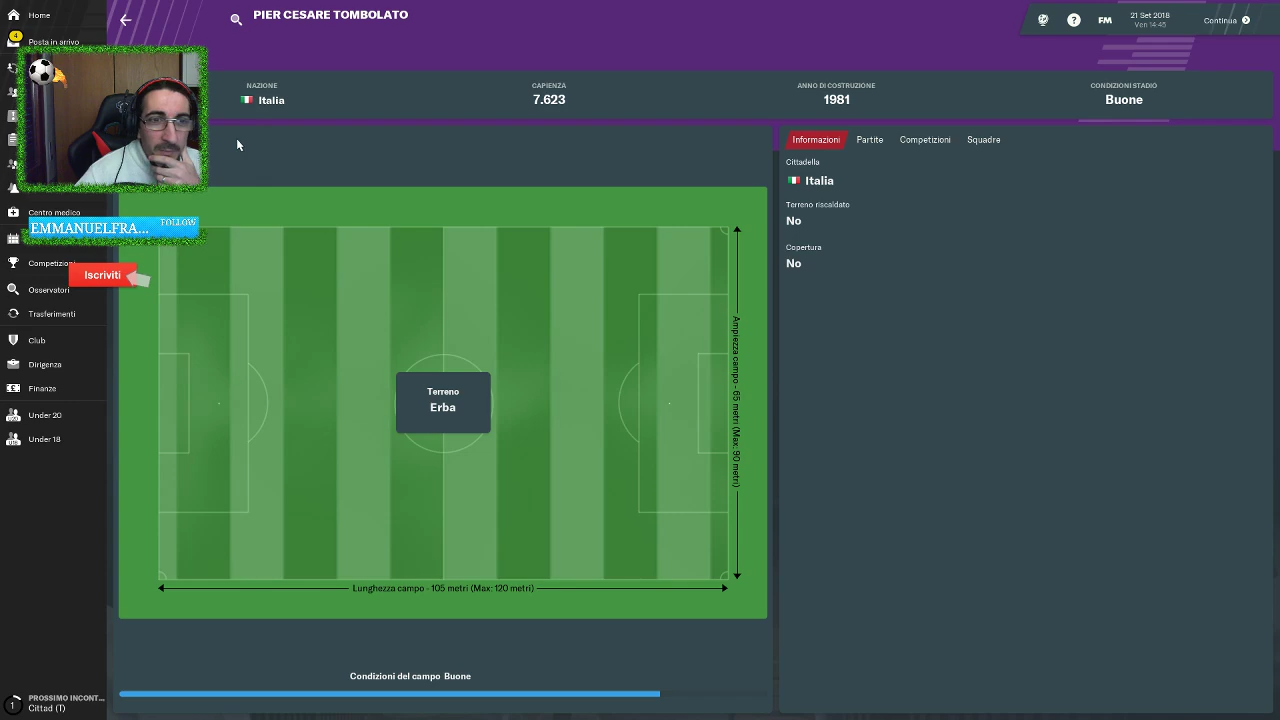 Home
PIER CESARE TOMBOLATO
FM
21 Set 2018
Ven 14:45
Continua
4
Posta in arrivo
NAZIONE
Italia
CAPIENZA
7.623
ANNO DI COSTRUZIONE
1981
CONDIZIONI STADIO
Buone
Informazioni
Partite
Competizioni
Squadre
Cittadella
Italia
Terreno riscaldato
No
Copertura
No
Centro medico
EMMANUELFRA...
FOLLOW
Iscriviti
Osservatori
Trasferimenti
Club
Dirigenza
Finanze
Under 20
Under 18
Terreno
Erba
Ampiezza campo - 65 metri (Max: 90 metri)
Lunghezza campo - 105 metri (Max: 120 metri)
Condizioni del campo Buone
1
PROSSIMO INCONT...
Cittad (T)